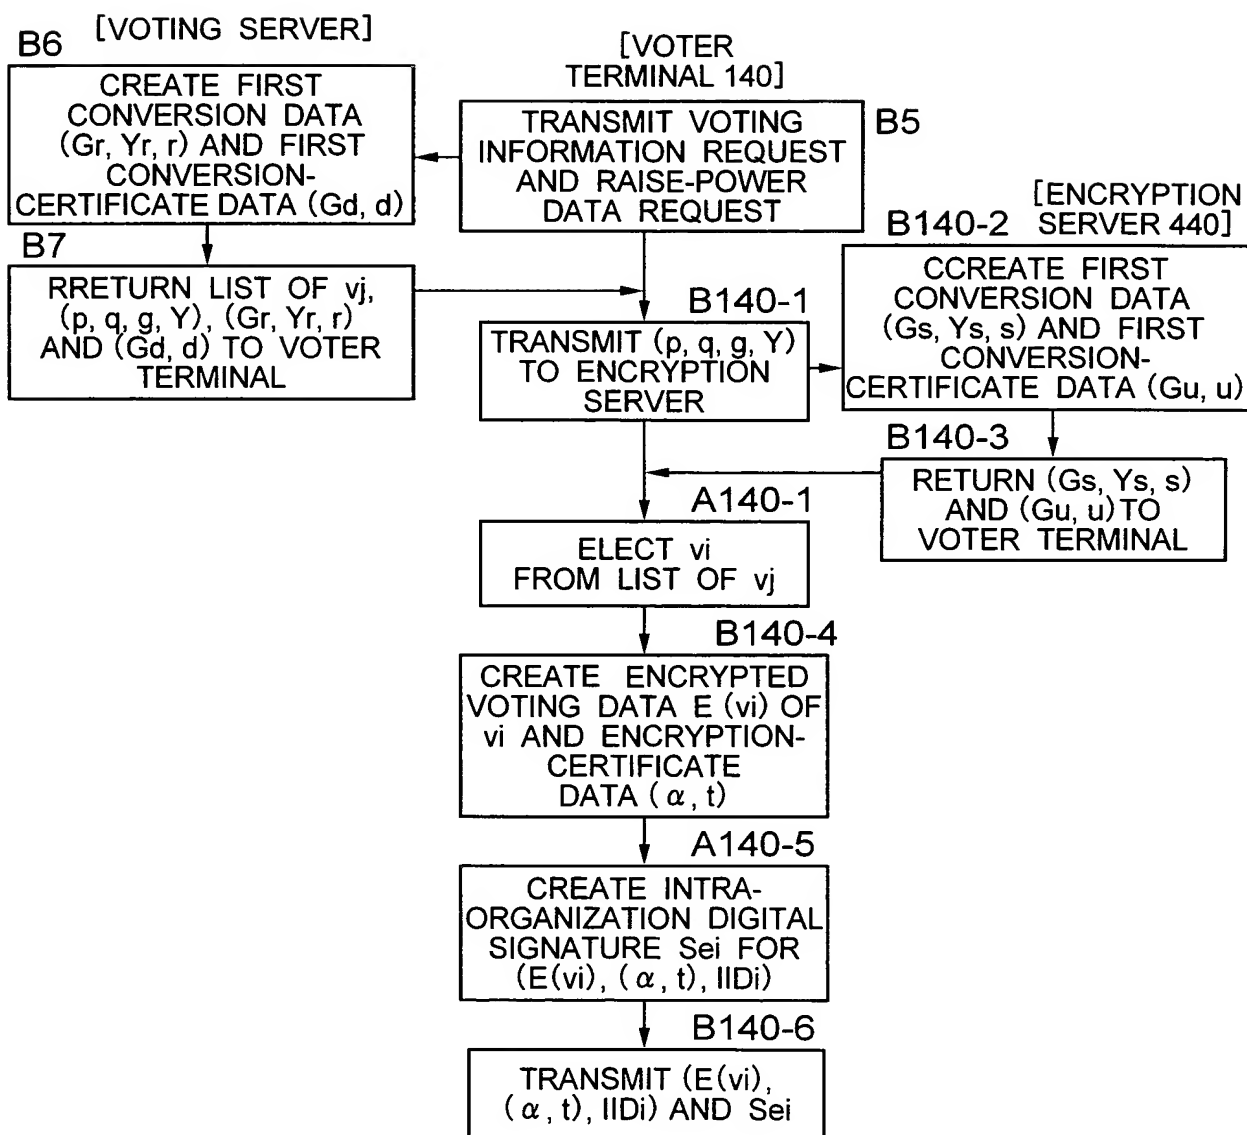 B6
[VOTING SERVER]
CREATE FIRST
CONVERSION DATA
(Gr, Yr, r) AND FIRST
CONVERSION-
CERTIFICATE DATA (Gd, d)
B7
RRETURN LIST OF vj,
(p, q, g, Y), (Gr, Yr, r)
AND (Gd, d) TO VOTER
TERMINAL
[VOTER
TERMINAL 140]
B5
TRANSMIT VOTING
INFORMATION REQUEST
AND RAISE-POWER
DATA REQUEST
B140-1
TRANSMIT (p, q, g, Y)
TO ENCRYPTION
SERVER
[ENCRYPTION
SERVER 440]
B140-2
CCREATE FIRST
CONVERSION DATA
(Gs, Ys, s) AND FIRST
CONVERSION-
CERTIFICATE DATA (Gu, u)
B140-3
RETURN (Gs, Ys, s)
AND (Gu, u) TO
VOTER TERMINAL
A140-1
ELECT vi
FROM LIST OF vj
B140-4
CREATE ENCRYPTED
VOTING DATA E (vi) OF
vi AND ENCRYPTION-
CERTIFICATE
DATA (α, t)
A140-5
CREATE INTRA-
ORGANIZATION DIGITAL
SIGNATURE Sei FOR
(E(vi), (α, t), IIDi)
B140-6
TRANSMIT (E(vi),
(α, t), IIDi) AND Sei